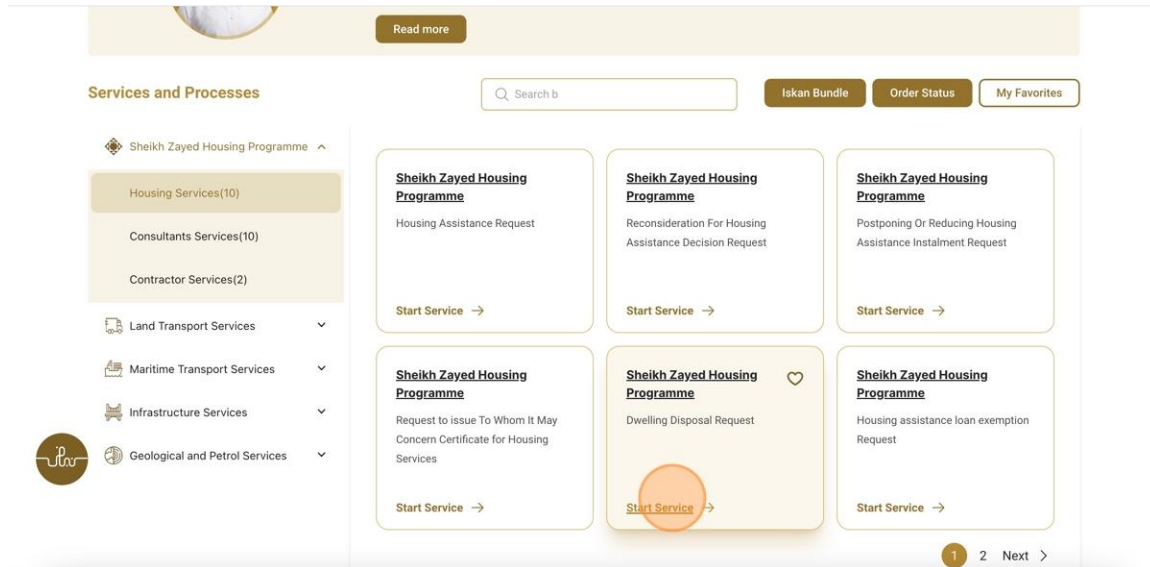 Read more
Services and Processes
Search b
Iskan Bundle
Order Status
My Favorites
Sheikh Zayed Housing Programme
Housing Services(10)
Consultants Services(10)
Contractor Services(2)
Land Transport Services
Maritime Transport Services
Infrastructure Services
Geological and Petrol Services
Sheikh Zayed Housing
Programme
Housing Assistance Request
Start Service
Sheikh Zayed Housing
Programme
Reconsideration For Housing
Assistance Decision Request
Start Service
Sheikh Zayed Housing
Programme
Postponing Or Reducing Housing
Assistance Instalment Request
Start Service
Sheikh Zayed Housing
Programme
Request to issue To Whom It May
Concern Certificate for Housing
Services
Start Service
Sheikh Zayed Housing
Programme
Dwelling Disposal Request
Start Service
Sheikh Zayed Housing
Programme
Housing assistance loan exemption
Request
Start Service
1 2 Next